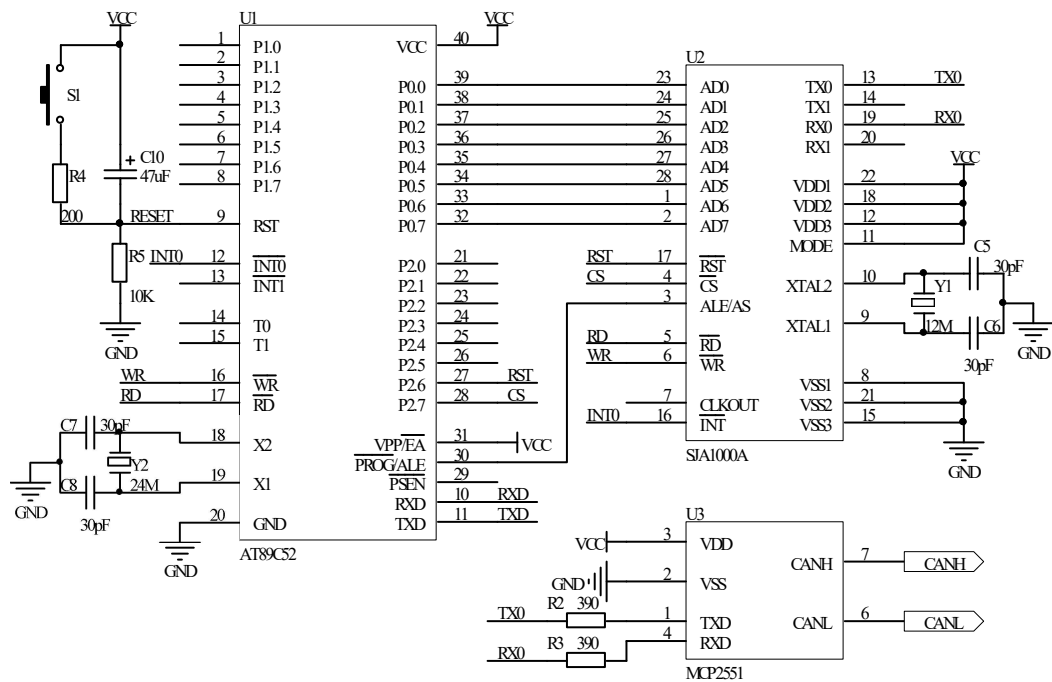 VCC
S1
C10
47uF
R4
200
RESET
R5
10K
GND
INT0
WR
RD
C7
30pF
Y2
24M
C8
30pF
GND
GND
U1
1 P1.0
2 P1.1
3 P1.2
4 P1.3
5 P1.4
6 P1.5
7 P1.6
8 P1.7
9 RST
12 INT0
13 INT1
14 T0
15 T1
16 WR
17 RD
18 X2
19 X1
20 GND
VCC 40
VCC
P0.0 39
P0.1 38
P0.2 37
P0.3 36
P0.4 35
P0.5 34
P0.6 33
P0.7 32
P2.0 21
P2.1 22
P2.2 23
P2.3 24
P2.4 25
P2.5 26
P2.6 27 RST
P2.7 28 CS
VPP/EA 31 VCC
PROG/ALE 30
PSEN 29
RXD 10 RXD
TXD 11 TXD
AT89C52
U2
23 AD0
24 AD1
25 AD2
26 AD3
27 AD4
28 AD5
1 AD6
2 AD7
RST 17 RST
CS 4 CS
3 ALE/AS
RD 5 RD
WR 6 WR
7 CLKOUT
INT0 16 INT
TX0 13 TX0
TX1 14
RX0 19 RX0
RX1 20
VCC
VDD1 22
VDD2 18
VDD3 12
MODE 11
XTAL2 10
XTAL1 9
C5
30pF
Y1
12M
C6
30pF
GND
VSS1 8
VSS2 21
VSS3 15
GND
SJA1000A
U3
VCC 3 VDD
GND 2 VSS
TX0 R2 390 1 TXD
RX0 R3 390 4 RXD
CANH 7 CANH
CANL 6 CANL
MCP2551